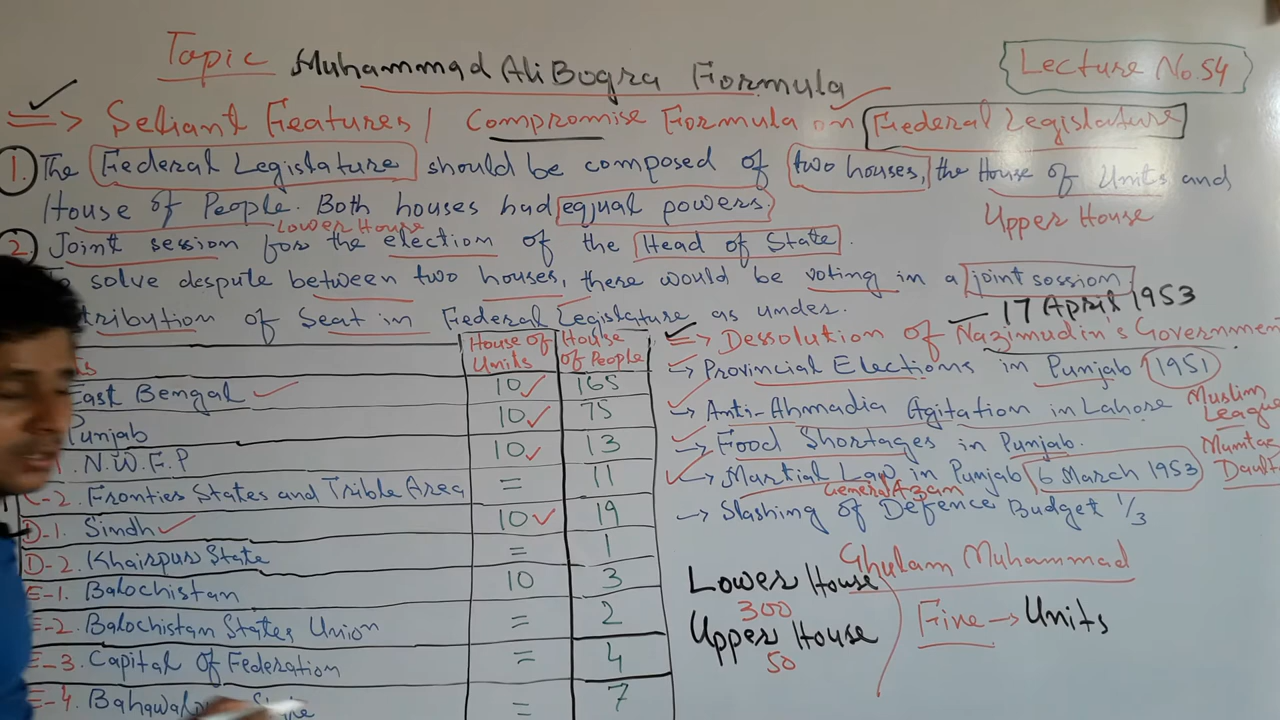 Topic Muhammad Ali Bogra Formula
Lecture No.54
=> Seliant Features/ Compromise Formula on Federal Legislature
1. The Federal Legislature should be composed of two houses, the House of Units and
House of People. Both houses had eqjual powers.
Upper House
Lower House
2. Joint session for the election of the Head of State.
solve despute between two houses, there would be voting in a joint session
17 April 1953
tribution of Seat in Federal Legislature as under.
House of Units House of People
East Bengal 10 165
Punjab 10 75
N.W.F.P 10 13
C-2. Fronties States and Trible Area = 11
D-1. Sindh 10 19
D-2. Khairpur State = 1
E-1. Balochistan 10 3
E-2. Balochistan States Union = 2
E-3. Capital Of Federation = 4
E-4. = 7
=> Dessolution of Nazimudin's Government
→ Provincial Elections in Punjab 1951
→ Anti-Ahmadia Agitation in Lahore Muslim League
→ Food Shortages in Punjab.
→ Martial Law in Punjab 6 March 1953
General Azam
→ Slashing of Defence Budget 1/3
Ghulam Muhammad
Lower House
300
Upper House
50
Five → Units